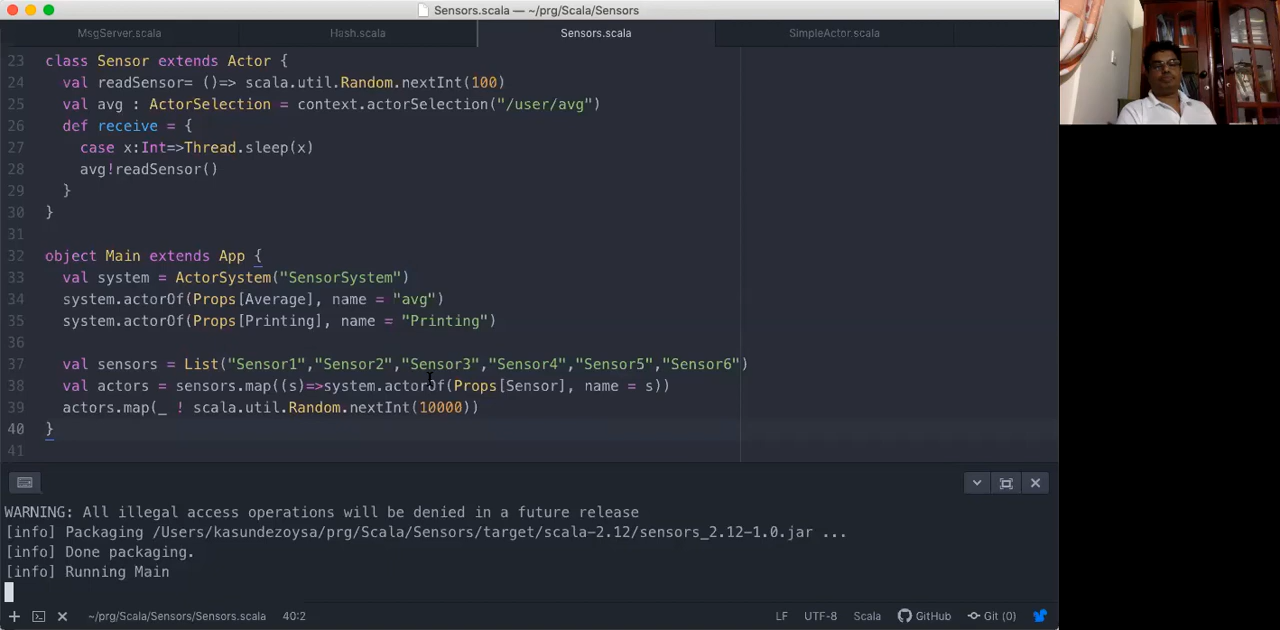 Sensors.scala — ~/prg/Scala/Sensors
MsgServer.scala Hash.scala Sensors.scala SimpleActor.scala
23 class Sensor extends Actor {
24 val readSensor= ()=> scala.util.Random.nextInt(100)
25 val avg : ActorSelection = context.actorSelection("/user/avg")
26 def receive = {
27 case x:Int=>Thread.sleep(x)
28 avg!readSensor()
29 }
30 }
31
32 object Main extends App {
33 val system = ActorSystem("SensorSystem")
34 system.actorOf(Props[Average], name = "avg")
35 system.actorOf(Props[Printing], name = "Printing")
36
37 val sensors = List("Sensor1","Sensor2","Sensor3","Sensor4","Sensor5","Sensor6")
38 val actors = sensors.map((s)=>system.actorOf(Props[Sensor], name = s))
39 actors.map(_ ! scala.util.Random.nextInt(10000))
40 }
41
WARNING: All illegal access operations will be denied in a future release
[info] Packaging /Users/kasundezoysa/prg/Scala/Sensors/target/scala-2.12/sensors_2.12-1.0.jar ...
[info] Done packaging.
[info] Running Main
~/prg/Scala/Sensors/Sensors.scala 40:2 LF UTF-8 Scala GitHub Git (0)